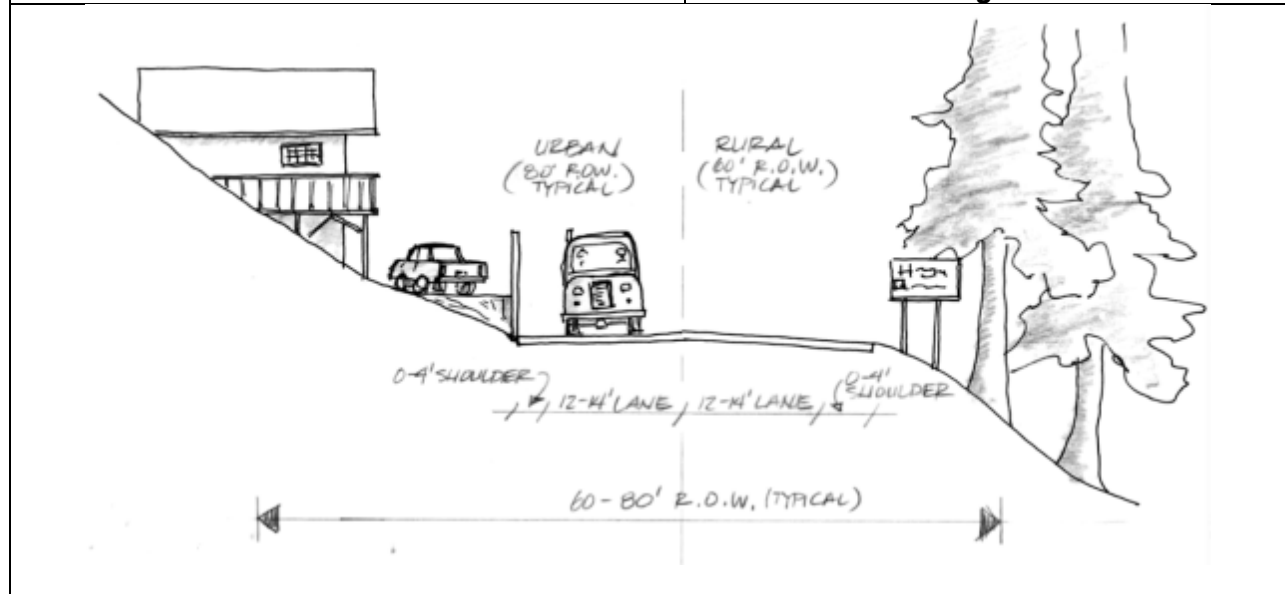 URBAN
(80' R.O.W.
TYPICAL)
RURAL
(60' R.O.W.
TYPICAL)
0-4' SHOULDER
12-14' LANE
12-14' LANE
0-4'
SHOULDER
60-80' R.O.W. (TYPICAL)